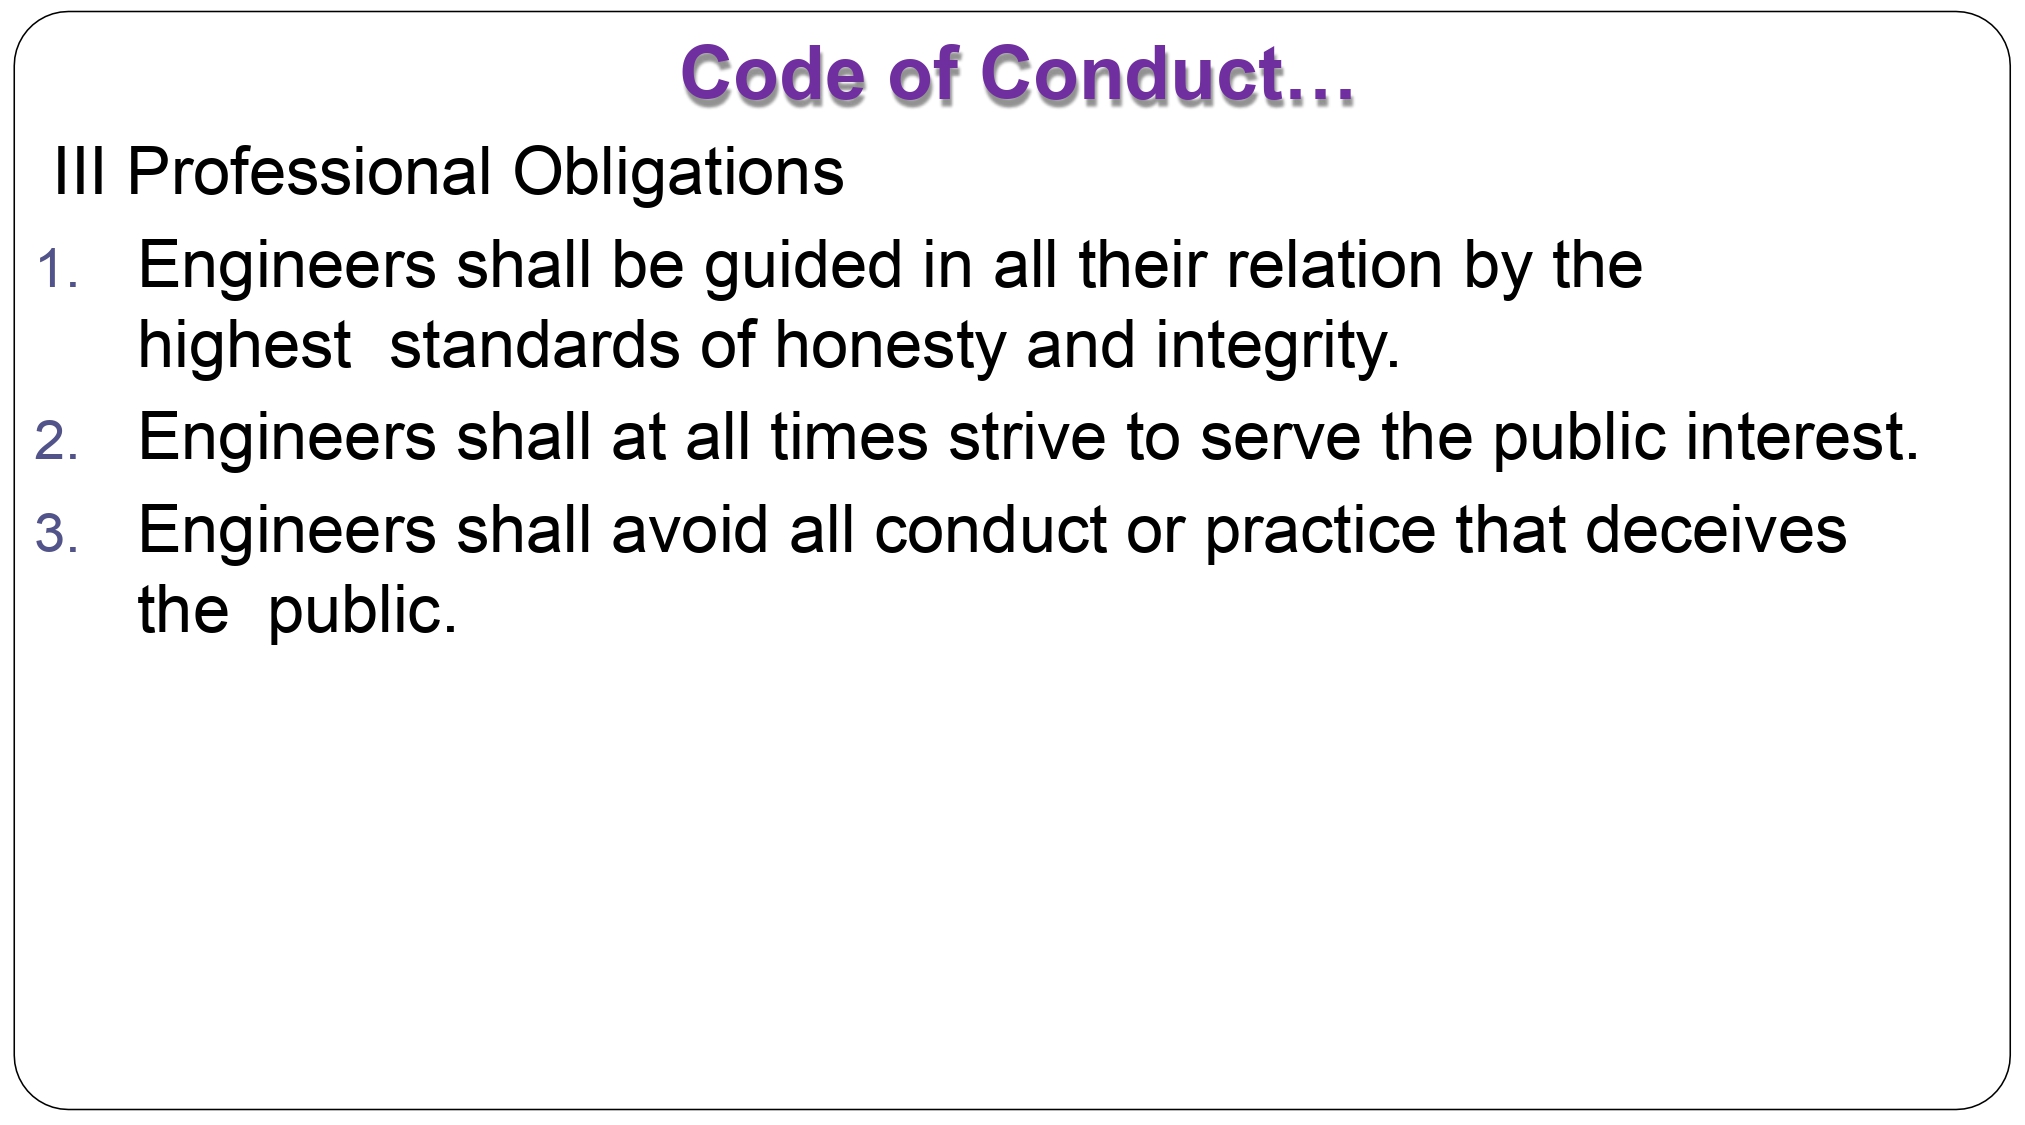 Code of Conduct…
III Professional Obligations
1. Engineers shall be guided in all their relation by the
highest  standards of honesty and integrity.
2. Engineers shall at all times strive to serve the public interest.
3. Engineers shall avoid all conduct or practice that deceives
the  public.